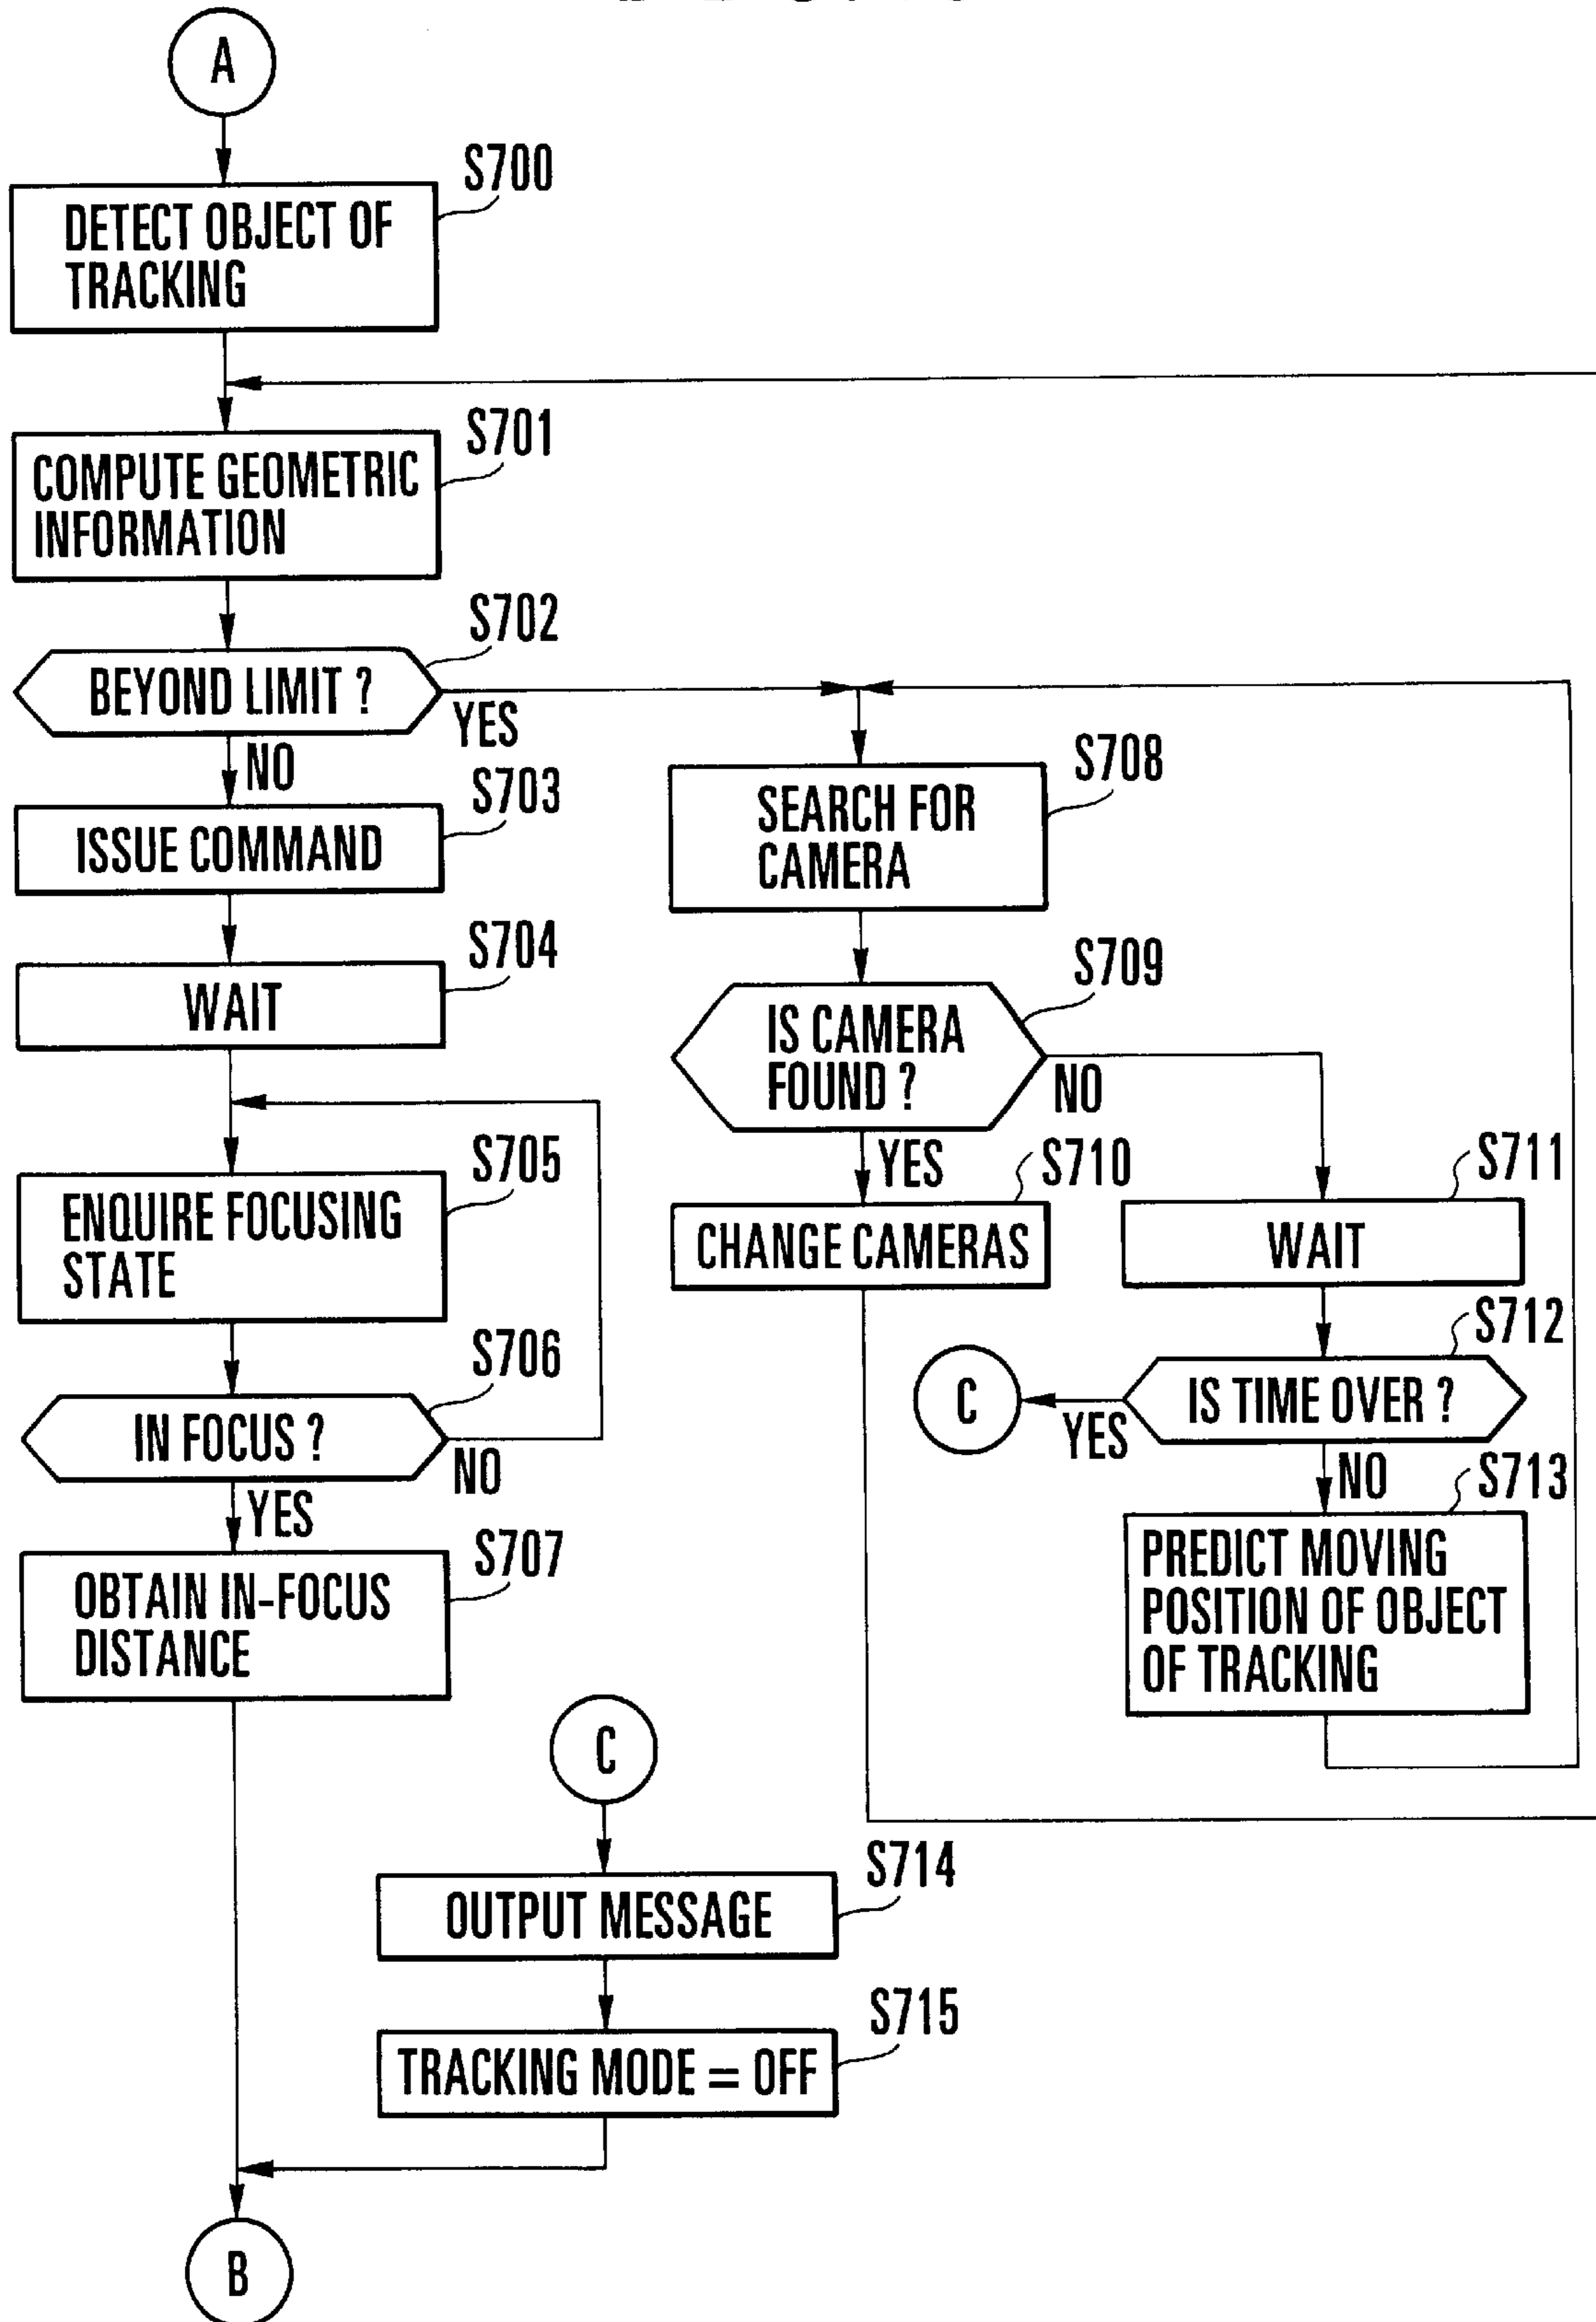 A
S700
DETECT OBJECT OF
TRACKING
S701
COMPUTE GEOMETRIC
INFORMATION
S702
BEYOND LIMIT ?
YES
NO
S703
ISSUE COMMAND
S704
WAIT
S705
ENQUIRE FOCUSING
STATE
S706
IN FOCUS ?
NO
YES
S707
OBTAIN IN-FOCUS
DISTANCE
S708
SEARCH FOR
CAMERA
S709
IS CAMERA
FOUND ?
NO
YES
S710
CHANGE CAMERAS
S711
WAIT
S712
IS TIME OVER ?
YES
C
NO
S713
PREDICT MOVING
POSITION OF OBJECT
OF TRACKING
C
S714
OUTPUT MESSAGE
S715
TRACKING MODE = OFF
B